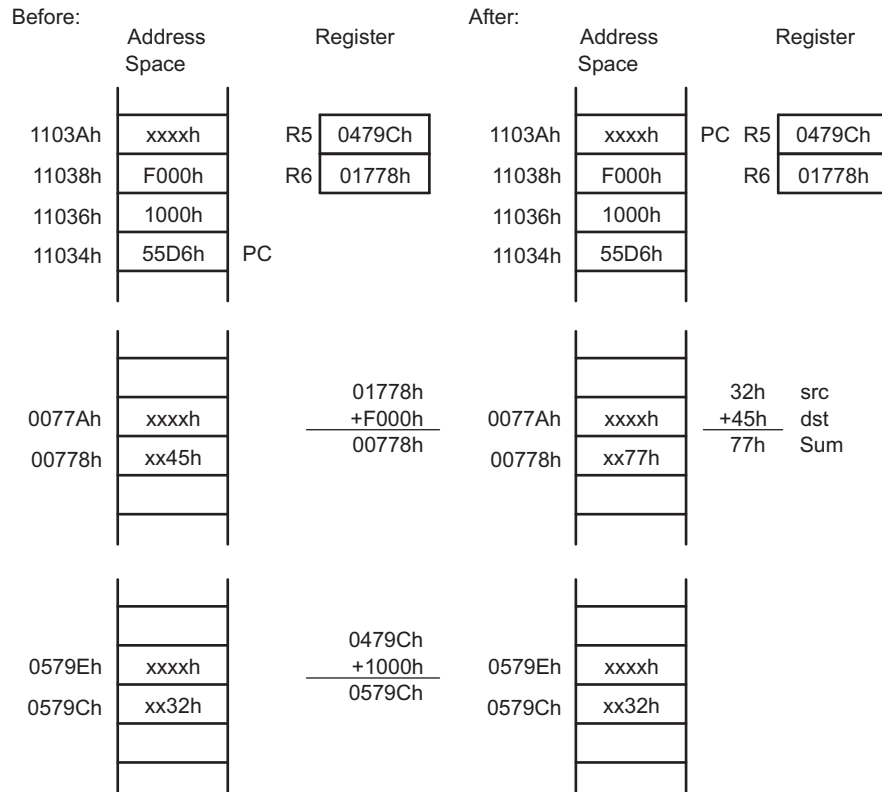 Before:
Address Space
Register
1103Ah xxxxh R5 0479Ch
11038h F000h R6 01778h
11036h 1000h
11034h 55D6h PC
01778h
0077Ah xxxxh +F000h
00778h xx45h 00778h
0479Ch
0579Eh xxxxh +1000h
0579Ch xx32h 0579Ch
After:
Address Space
Register
1103Ah xxxxh PC R5 0479Ch
11038h F000h R6 01778h
11036h 1000h
11034h 55D6h
32h src
0077Ah xxxxh +45h dst
00778h xx77h 77h Sum
0579Eh xxxxh
0579Ch xx32h